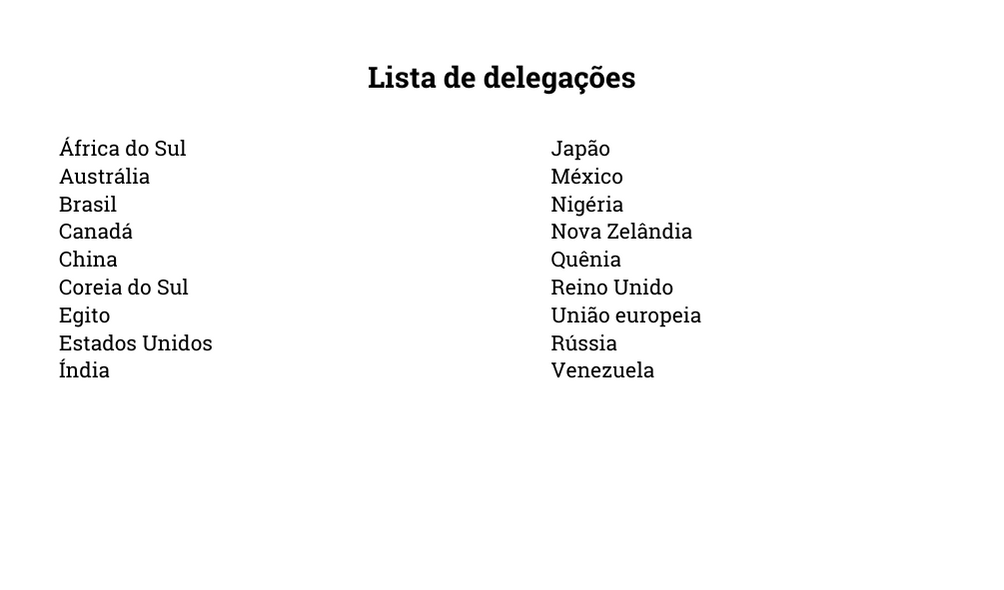 Lista de delegações
África do Sul
Austrália
Brasil
Canadá
China
Coreia do Sul
Egito
Estados Unidos
Índia
Japão
México
Nigéria
Nova Zelândia
Quênia
Reino Unido
União europeia
Rússia
Venezuela